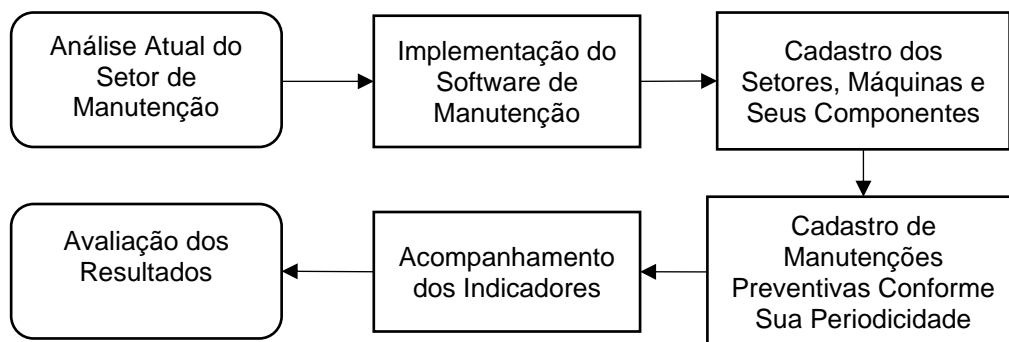 Análise Atual do
Setor de
Manutenção
Implementação do
Software de
Manutenção
Cadastro dos
Setores, Máquinas e
Seus Componentes
Cadastro de
Manutenções
Preventivas Conforme
Sua Periodicidade
Acompanhamento
dos Indicadores
Avaliação dos
Resultados